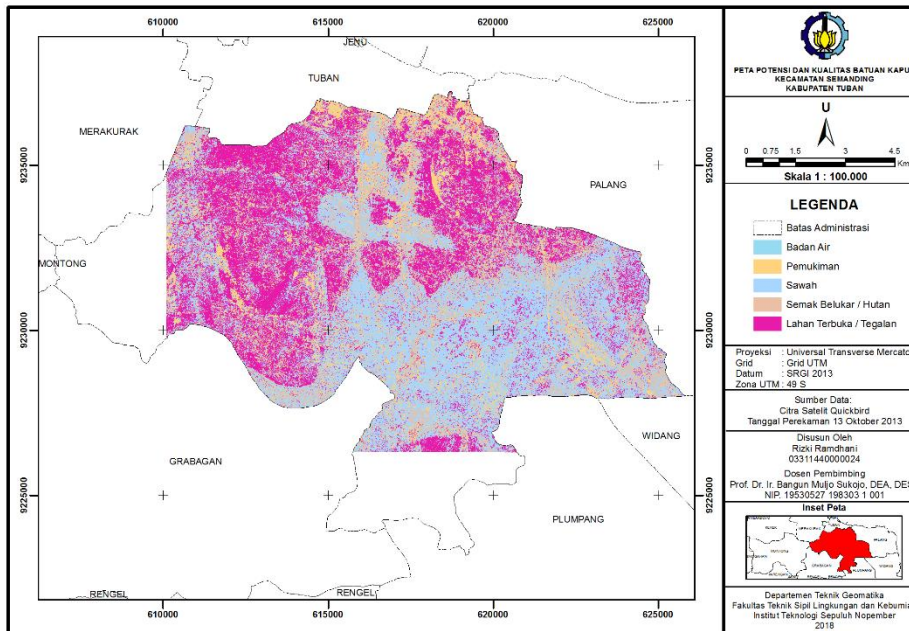 610000 615000 620000 625000
9235000
9230000
9225000
9235000
9230000
9225000
610000 615000 620000 625000
JENU
TUBAN
MERAKURAK
PALANG
MONTONG
WIDANG
GRABAGAN
PLUMPANG
RENGEL
RENGEL
PETA POTENSI DAN KUALITAS BATUAN KAPU
KECAMATAN SEMANDING
KABUPATEN TUBAN
U
0 0.75 1.5 3 4.5
Km
Skala 1 : 100.000
LEGENDA
Batas Administrasi
Badan Air
Pemukiman
Sawah
Semak Belukar / Hutan
Lahan Terbuka / Tegalan
Proyeksi : Universal Transverse Mercato
Grid : Grid UTM
Datum : SRGI 2013
Zona UTM : 49 S
Sumber Data:
Citra Satelit Quickbird
Tanggal Perekaman 13 Oktober 2013
Disusun Oleh
Rizki Ramdhani
03311440000024
Dosen Pembimbing
Prof. Dr. Ir. Bangun Muljo Sukojo, DEA, DES
NIP. 19530527 198303 1 001
Inset Peta
Departemen Teknik Geomatika
Fakultas Teknik Sipil Lingkungan dan Kebumia
Institut Teknologi Sepuluh Nopember
2018